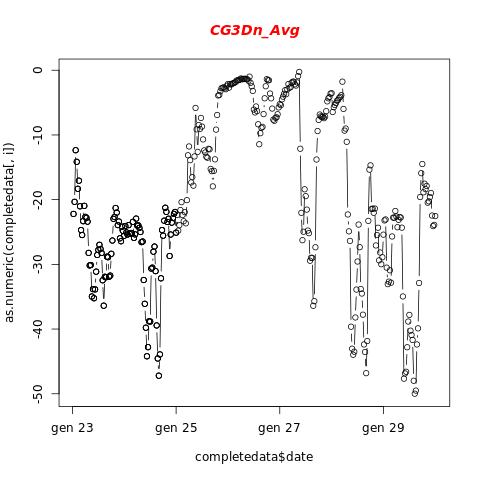 CG3Dn_Avg
as.numeric(completedata[, i])
0
-10
-20
-30
-40
-50
gen 23
gen 25
gen 27
gen 29
completedata$date